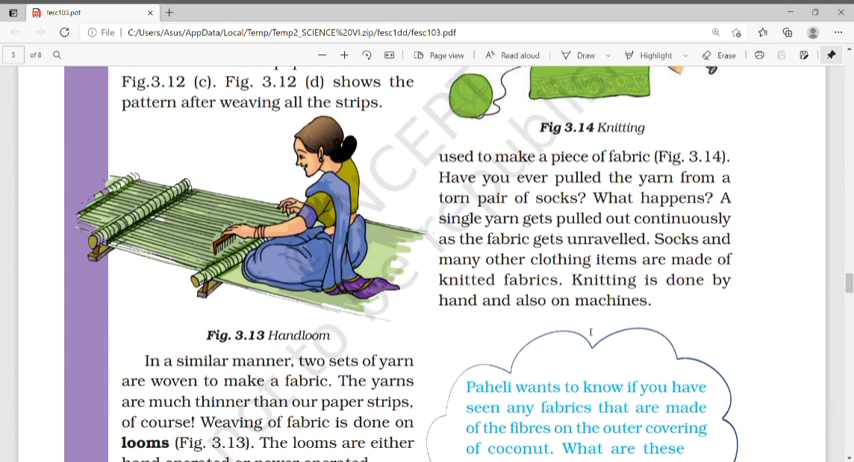 fesc103.pdf
File | C:/Users/Asus/AppData/Local/Temp/Temp2_SCIENCE%20VI.zip/fesc1dd/fesc103.pdf
5 of 8 Page view Read aloud Draw Highlight Erase
Fig.3.12 (c). Fig. 3.12 (d) shows the
pattern after weaving all the strips.
Fig. 3.13 Handloom
In a similar manner, two sets of yarn
are woven to make a fabric. The yarns
are much thinner than our paper strips,
of course! Weaving of fabric is done on
looms (Fig. 3.13). The looms are either
hand operated or power operated.
Fig 3.14 Knitting
used to make a piece of fabric (Fig. 3.14).
Have you ever pulled the yarn from a
torn pair of socks? What happens? A
single yarn gets pulled out continuously
as the fabric gets unravelled. Socks and
many other clothing items are made of
knitted fabrics. Knitting is done by
hand and also on machines.
Paheli wants to know if you have
seen any fabrics that are made
of the fibres on the outer covering
of coconut. What are these